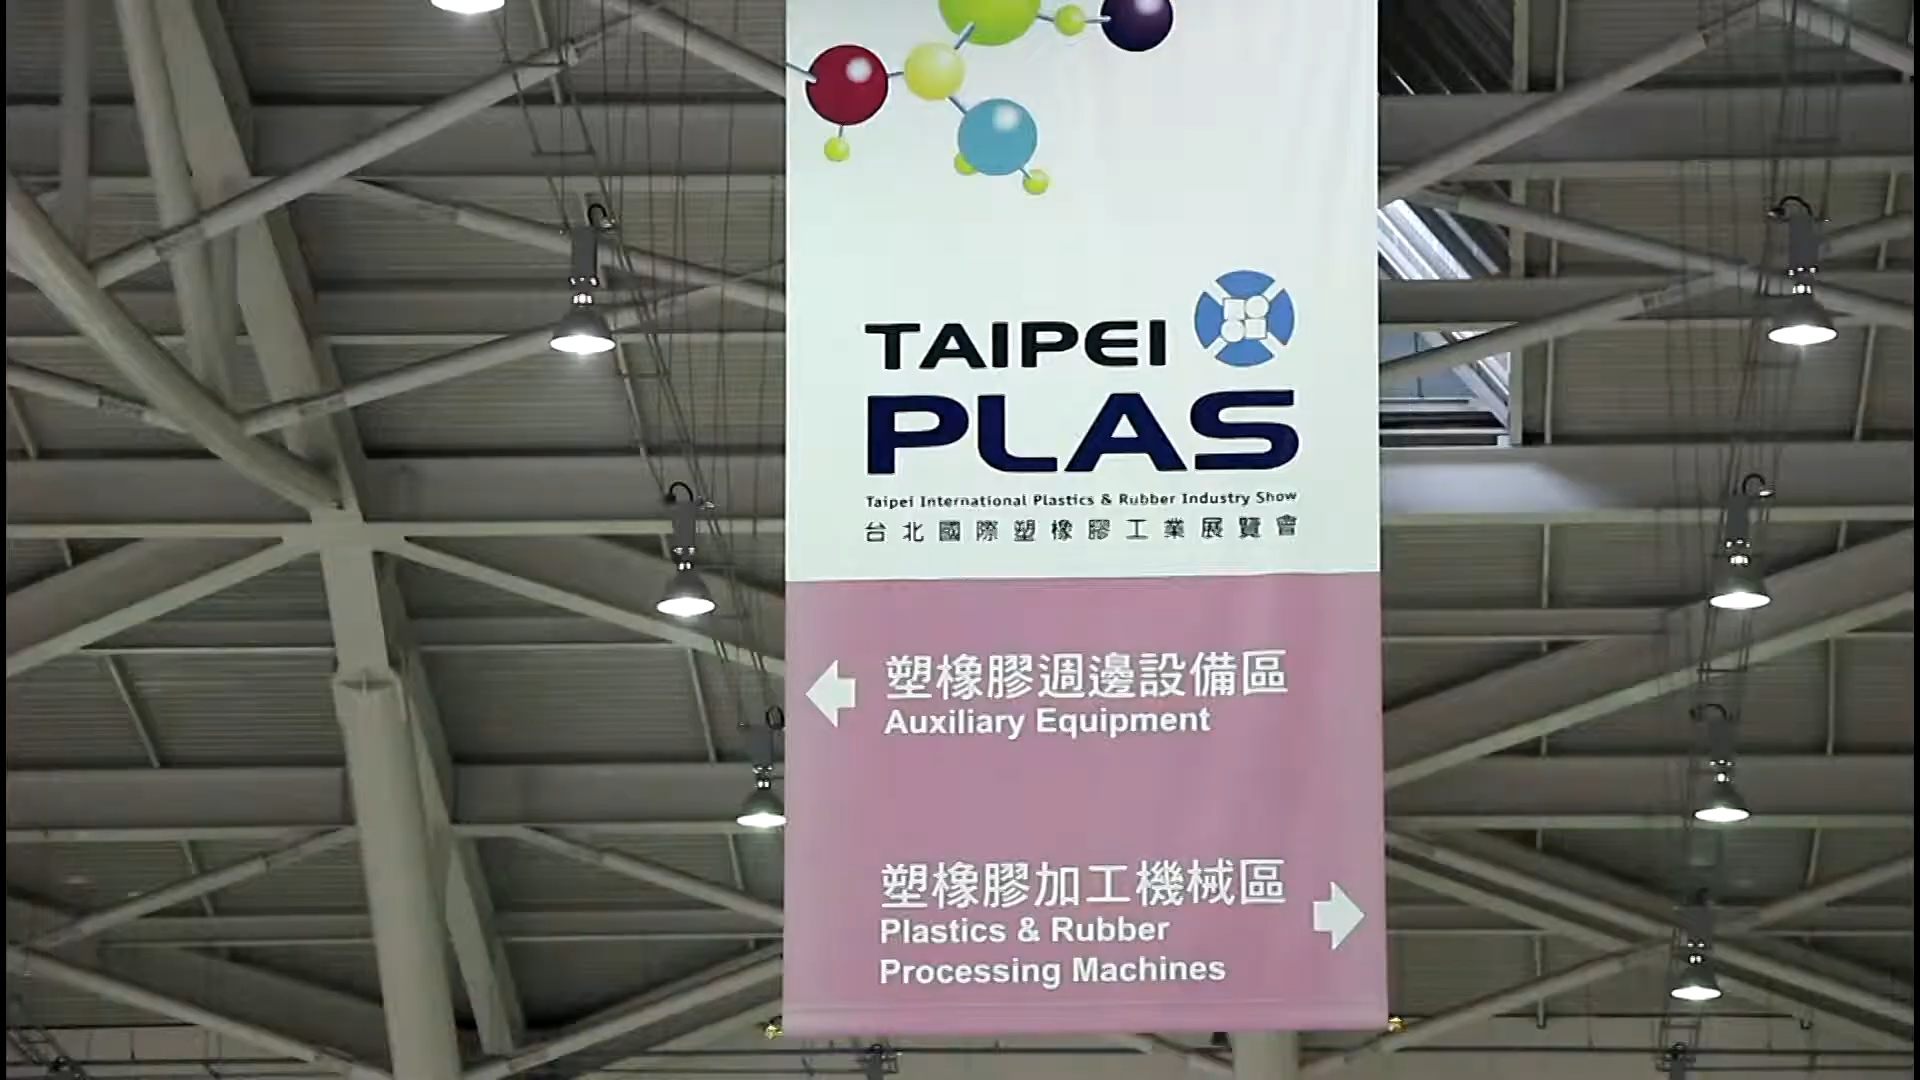 TAIPEI
PLAS
Taipei International Plastics & Rubber Industry Show
台北國際塑橡膠工業展覽會
塑橡膠週邊設備區
Auxiliary Equipment
塑橡膠加工機械區
Plastics & Rubber
Processing Machines